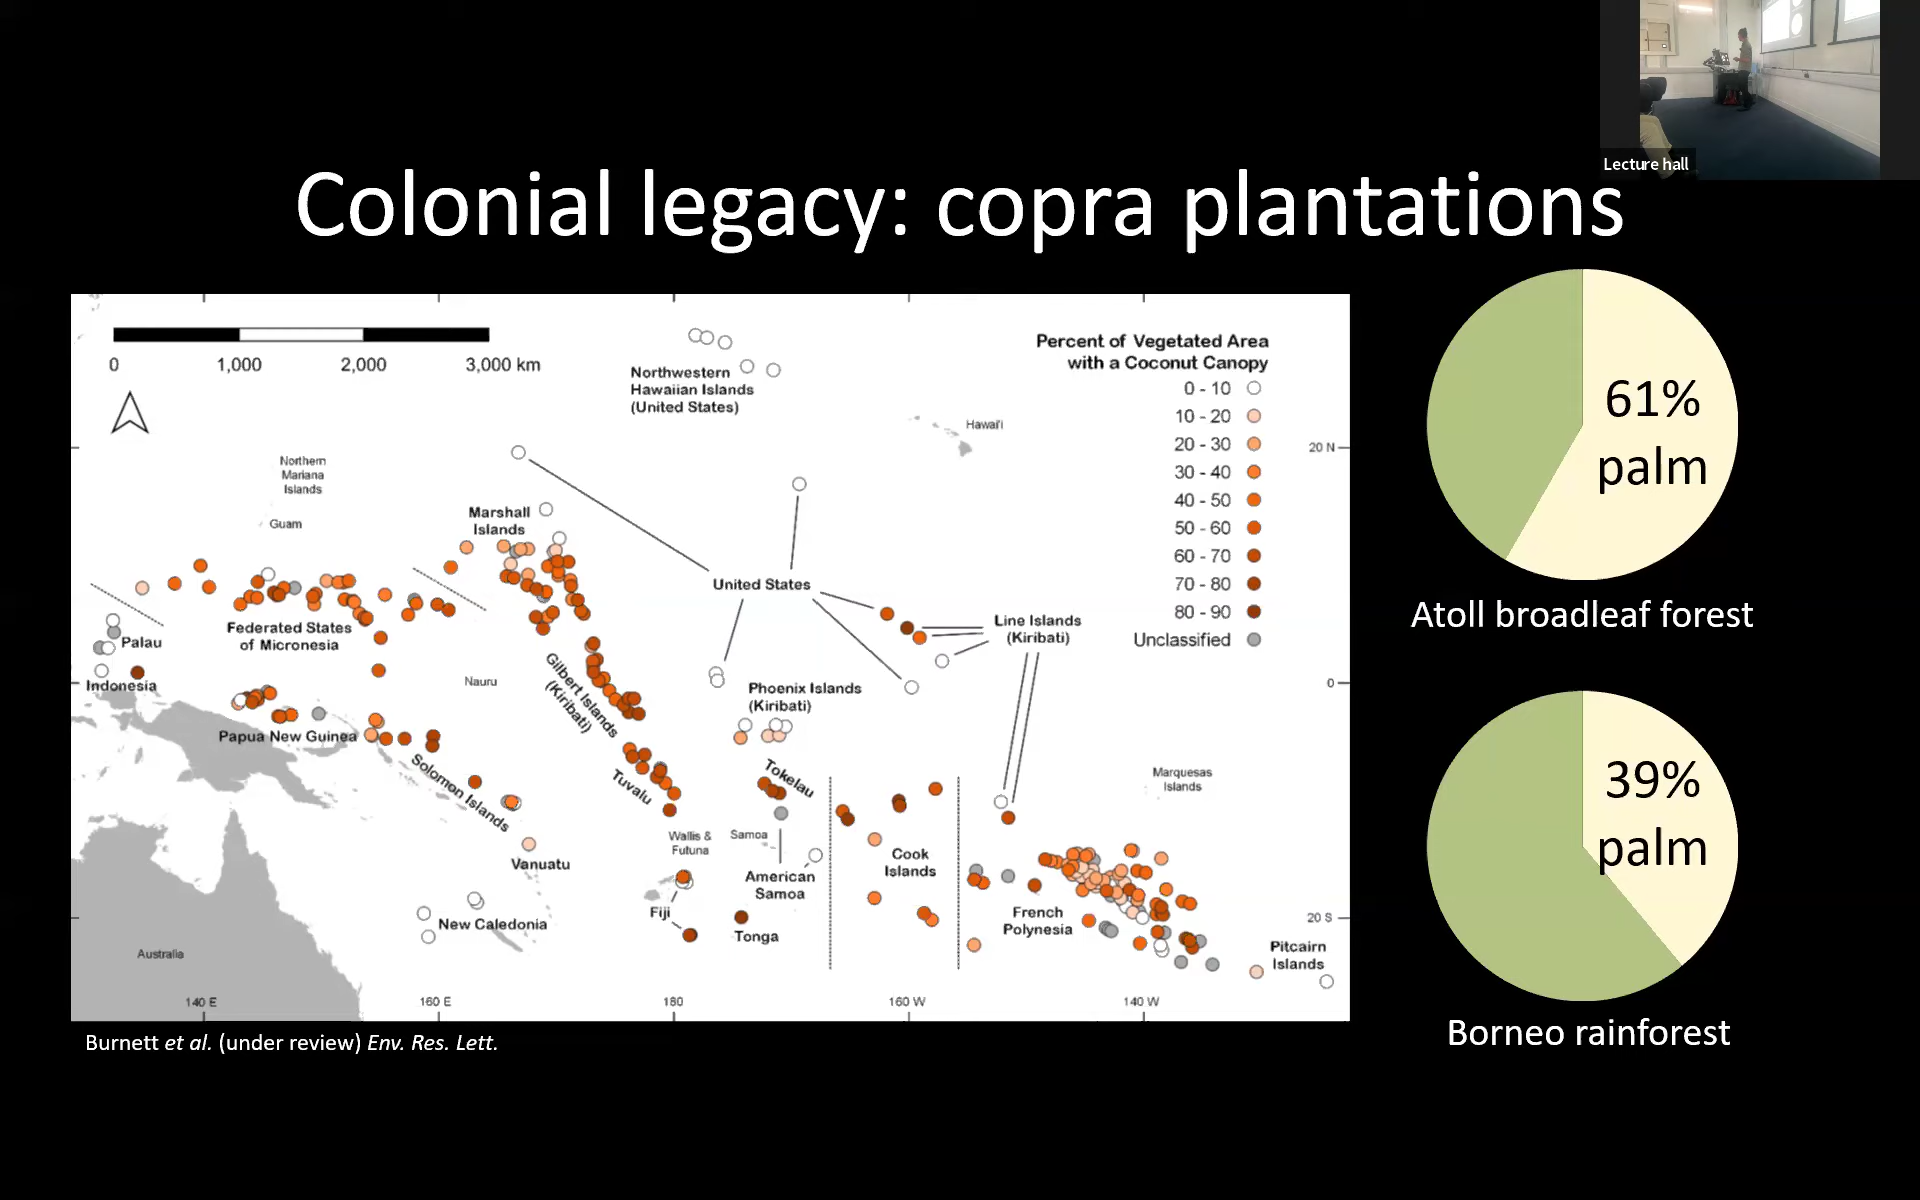 Lecture hall
Colonial legacy: copra plantations
0
1,000
2,000
3,000 km
Northwestern
Hawaiian Islands
(United States)
Percent of Vegetated Area
with a Coconut Canopy
0 - 10
10 - 20
20 - 30
30 - 40
40 - 50
50 - 60
60 - 70
70 - 80
80 - 90
Unclassified
Hawai'i
20 N
Northern
Mariana
Islands
Guam
Marshall
Islands
United States
Line Islands
(Kiribati)
Federated States
of Micronesia
Palau
Indonesia
Nauru
Gilbert Islands
(Kiribati)
Phoenix Islands
(Kiribati)
0
Papua New Guinea
Solomon Islands
Tuvalu
Tokelau
Marquesas
Islands
Wallis &
Futuna
Samoa
Vanuatu
American
Samoa
Cook
Islands
Fiji
New Caledonia
Tonga
French
Polynesia
20 S
Pitcairn
Islands
Australia
140 E
160 E
180
160 W
140 W
Burnett et al. (under review) Env. Res. Lett.
61%
palm
Atoll broadleaf forest
39%
palm
Borneo rainforest